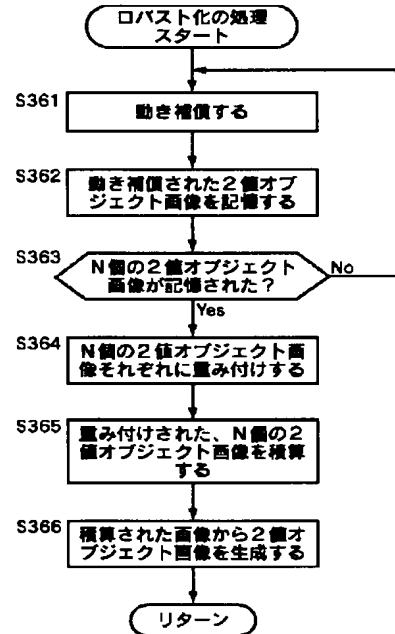 ロバスト化の処理
スタート
S361
動き補償する
S362
動き補償された2値オブ
ジェクト画像を記憶する
S363
N個の2値オブジェクト
画像が記憶された?
No
Yes
S364
N個の2値オブジェクト画
像それぞれに重み付けする
S365
重み付けされた、N個の2
値オブジェクト画像を積算
する
S366
積算された画像から2値オ
ブジェクト画像を生成する
リターン